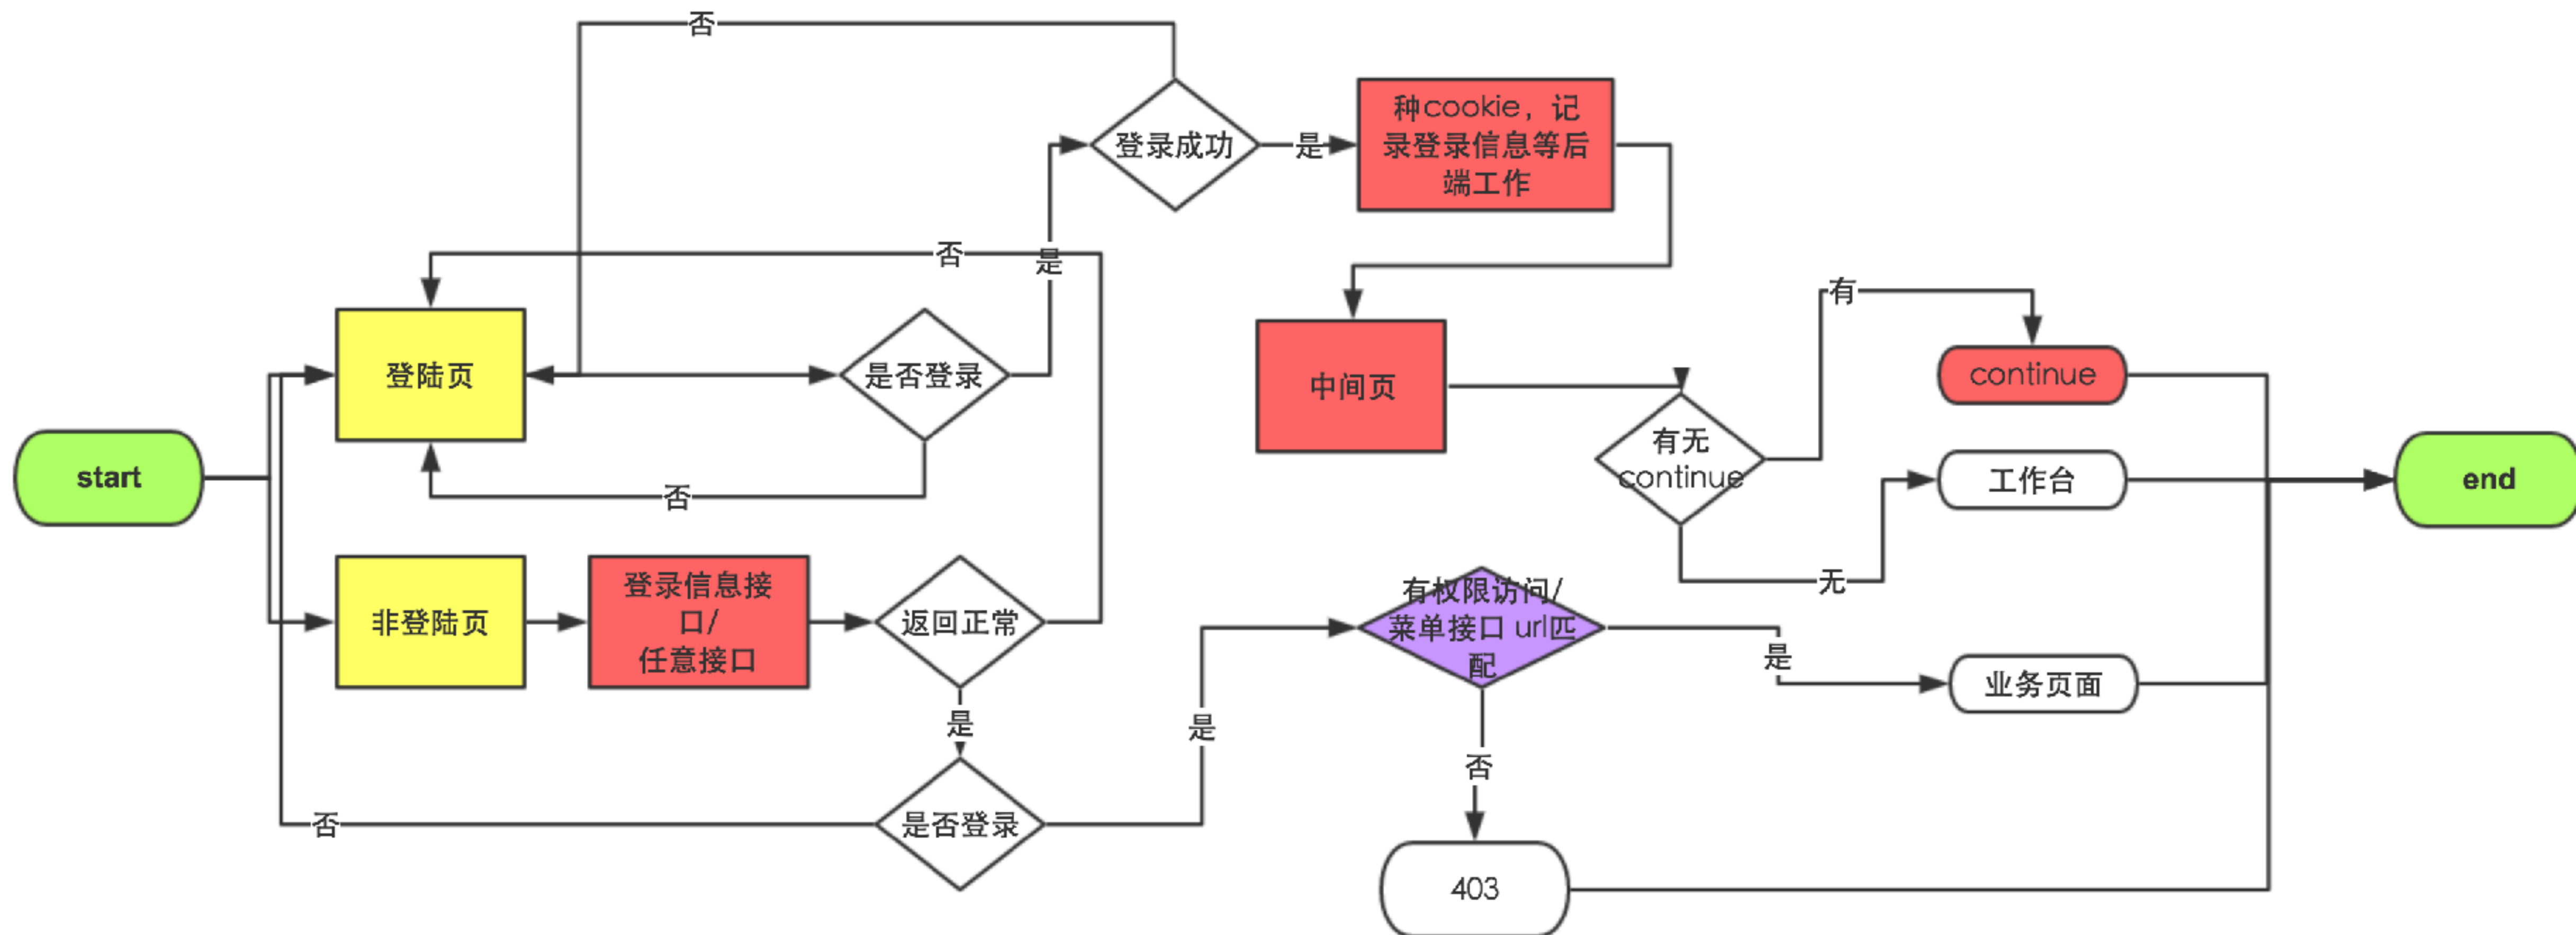 否
种cookie，记
录登录信息等后
端工作
登录成功
是
否
是
有
登陆页
是否登录
中间页
continue
有无
continue
start
否
工作台
end
无
非登陆页
登录信息接
口/
任意接口
返回正常
有权限访问/
菜单接口 url匹
配
是
业务页面
是
是
否
否
是否登录
403